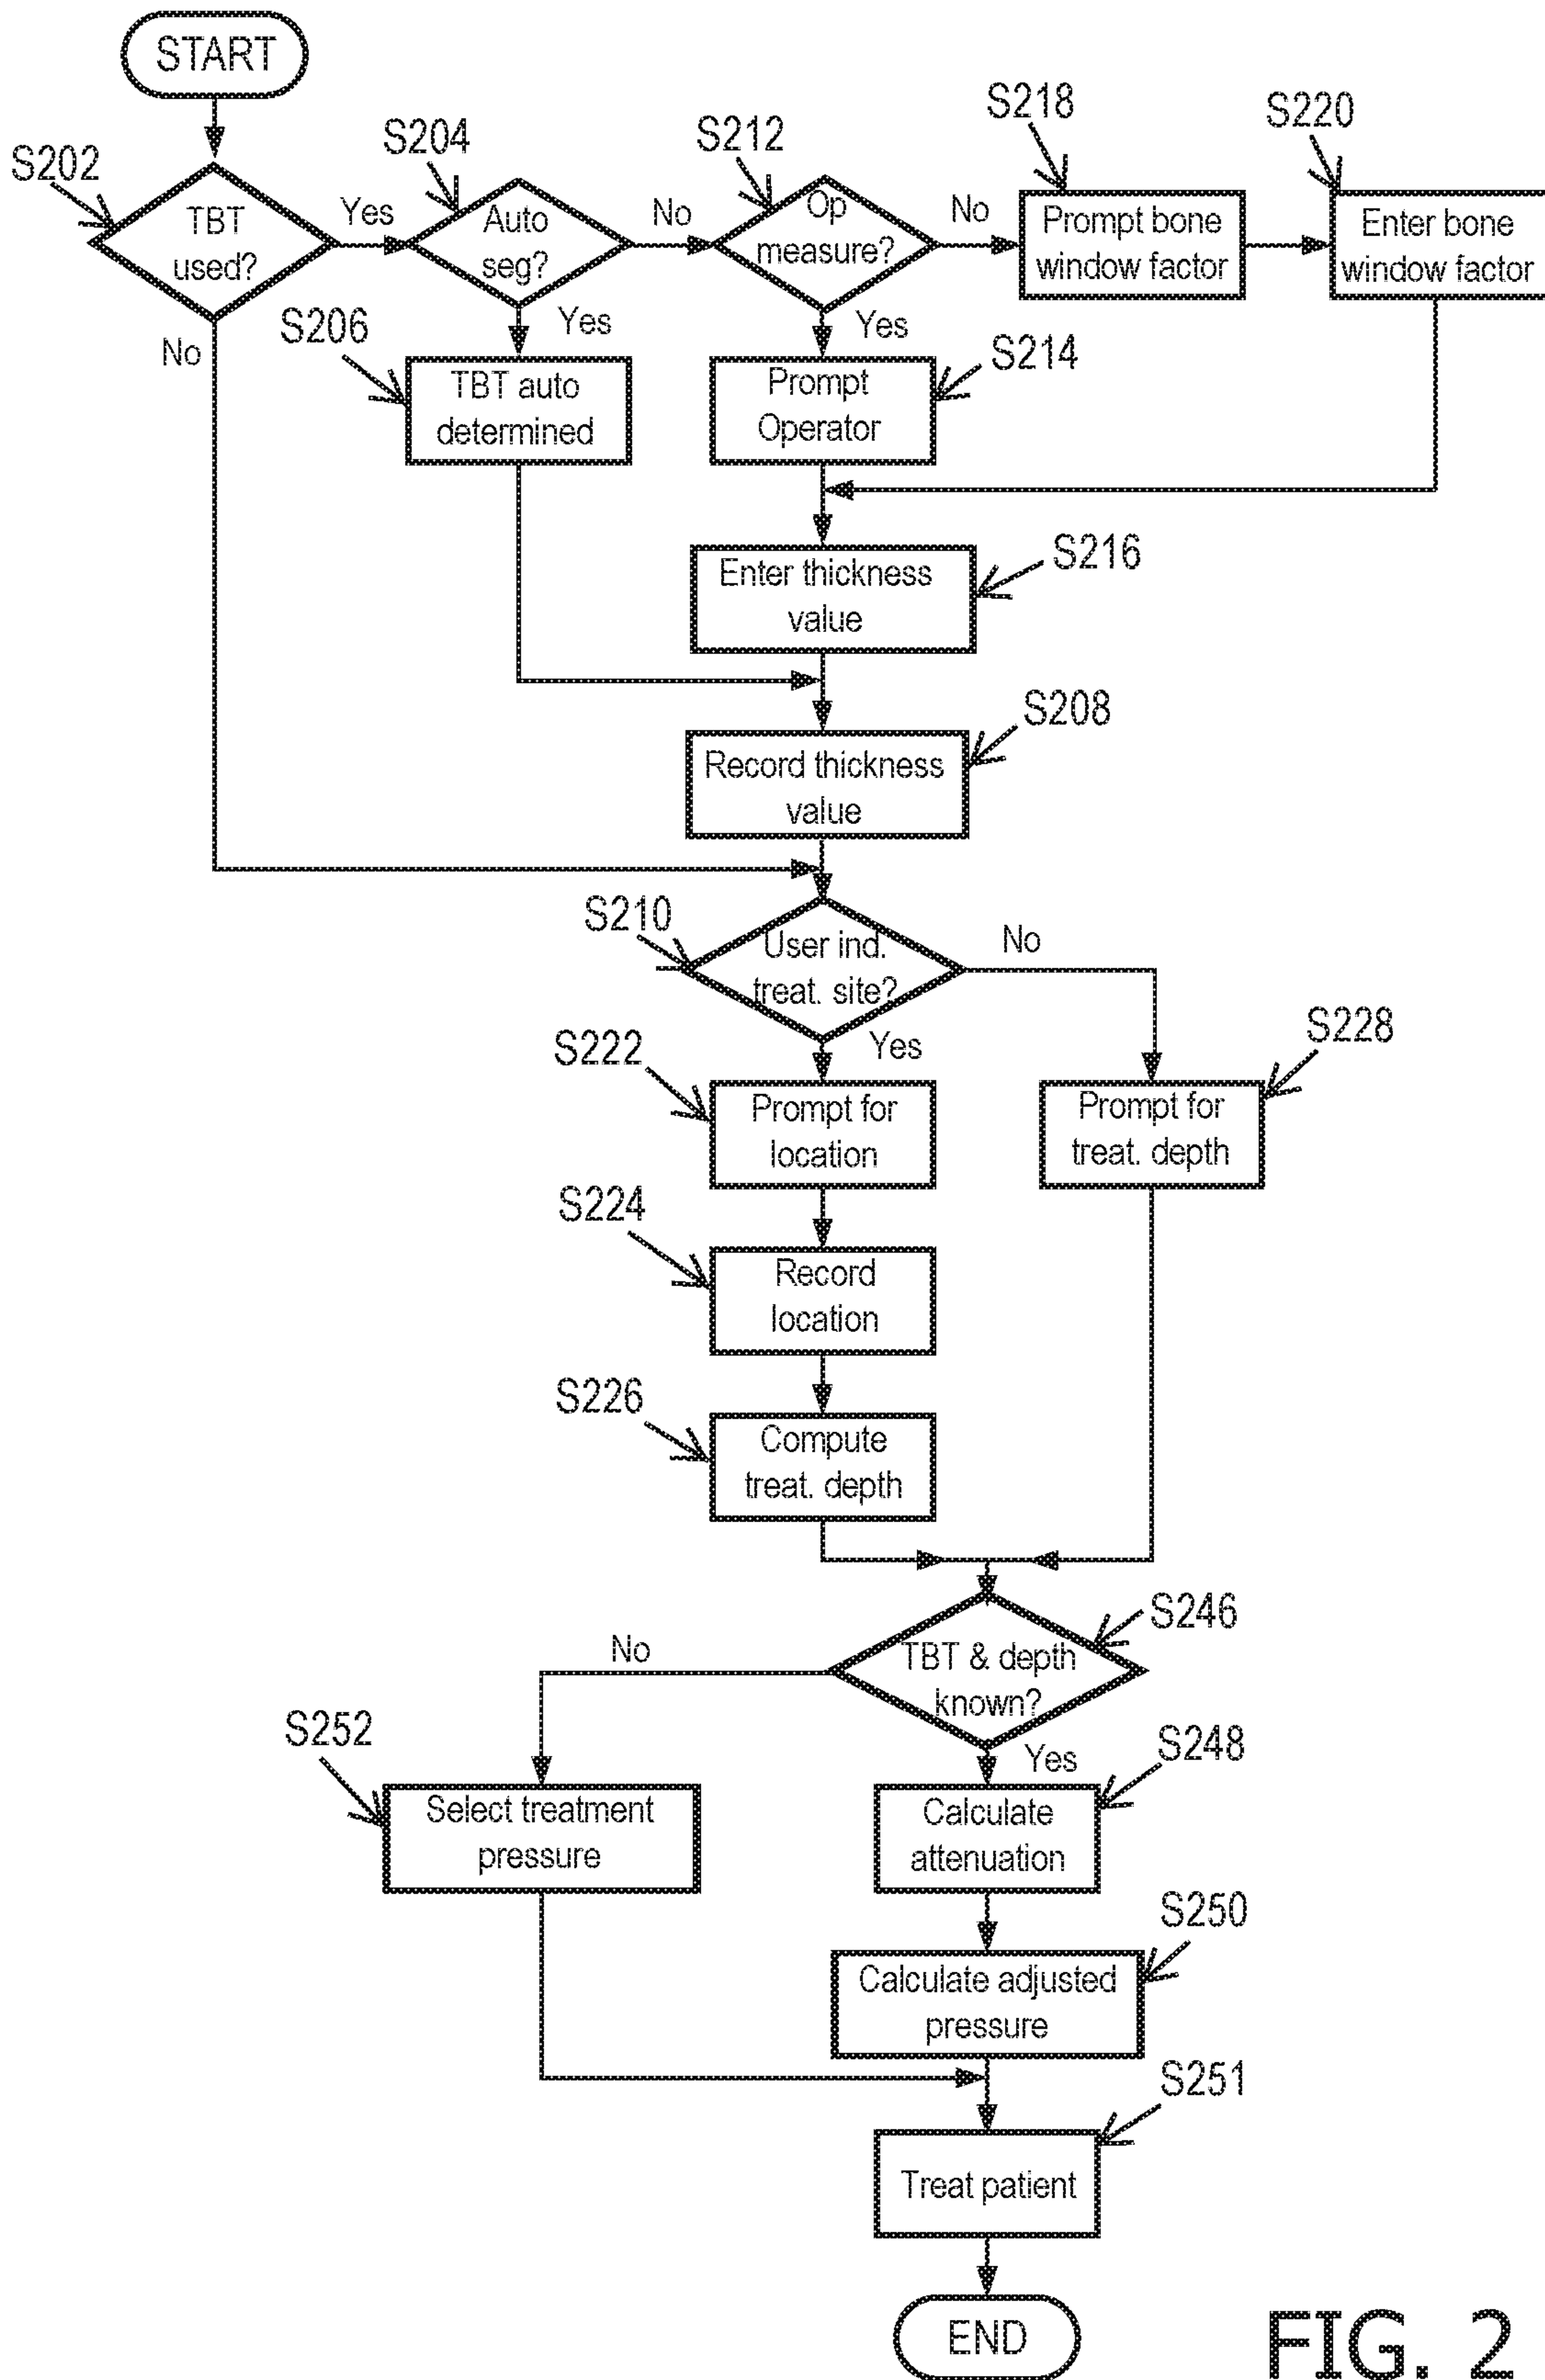 START
S202
S204
S212
S218
S220
TBT
used?
Yes
Auto
seg?
No
Op
measure?
No
Prompt bone
window factor
Enter bone
window factor
No
S206
Yes
Yes
TBT auto
determined
Prompt
Operator
S214
Enter thickness
value
S216
Record thickness
value
S208
S210
User ind.
treat. site?
No
Yes
S222
Prompt for
location
S228
Prompt for
treat. depth
S224
Record
location
S226
Compute
treat. depth
S246
TBT & depth
known?
No
Yes
S252
Select treatment
pressure
S248
Calculate
attenuation
S250
Calculate adjusted
pressure
S251
Treat patient
END
FIG. 2